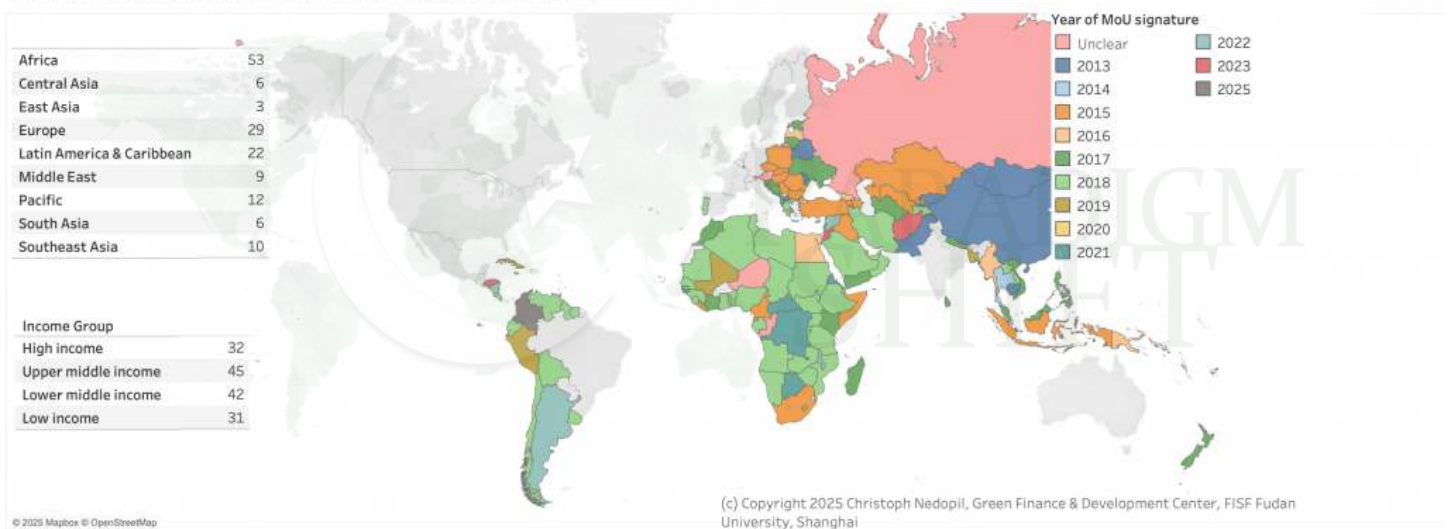 Africa 53
Central Asia 6
East Asia 3
Europe 29
Latin America & Caribbean 22
Middle East 9
Pacific 12
South Asia 6
Southeast Asia 10
Income Group
High income 32
Upper middle income 45
Lower middle income 42
Low income 31
Year of MoU signature
Unclear
2013
2014
2015
2016
2017
2018
2019
2020
2021
2022
2023
2025
(c) Copyright 2025 Christoph Nedopil, Green Finance & Development Center, FISF Fudan
University, Shanghai
© 2025 Mapbox © OpenStreetMap